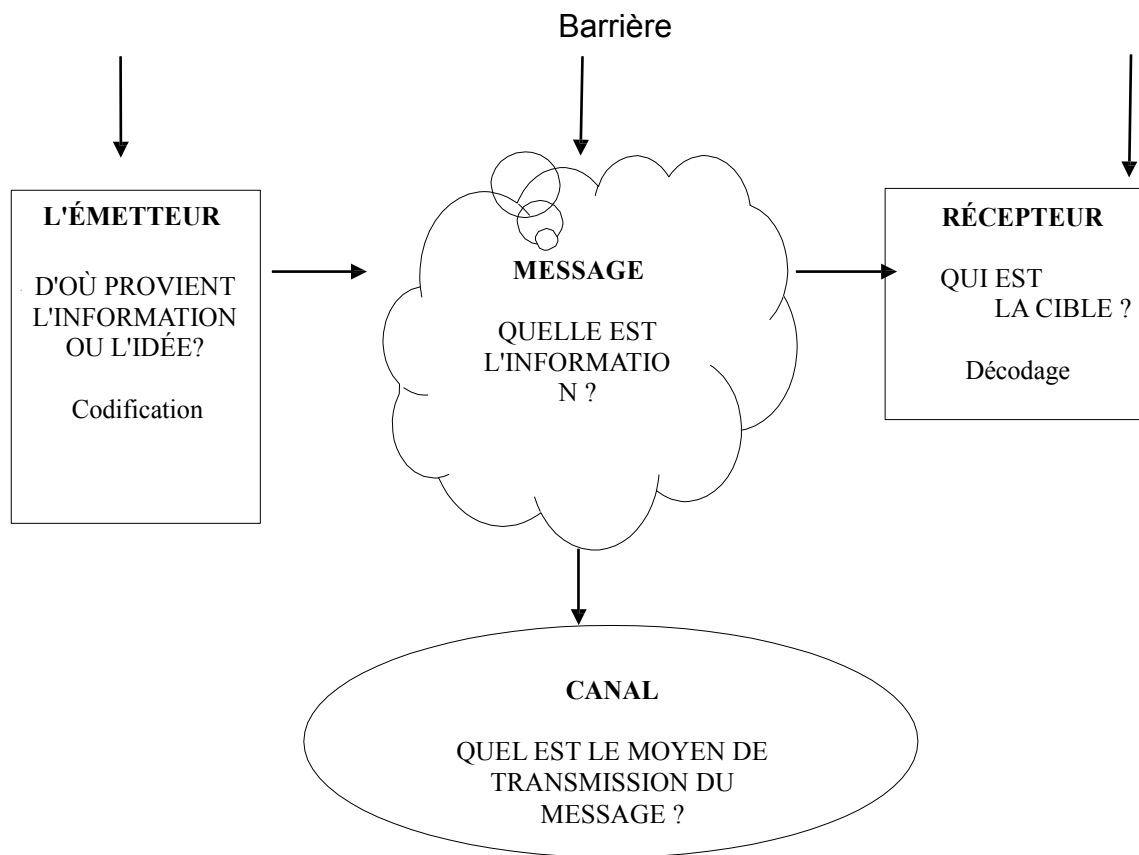 Barrière
L'ÉMETTEUR
D'OÙ PROVIENT
L'INFORMATION
OU L'IDÉE?
Codification
MESSAGE
QUELLE EST
L'INFORMATIO
N ?
RÉCEPTEUR
QUI EST
LA CIBLE ?
Décodage
CANAL
QUEL EST LE MOYEN DE
TRANSMISSION DU
MESSAGE ?